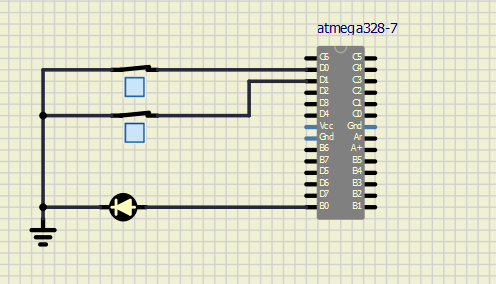 atmega328-7
C6 C5
D0 C4
D1 C3
D2 C2
D3 C1
D4 C0
Vcc Gnd
Gnd Ar
B6 A+
B7 B5
D5 B4
D6 B3
D7 B2
B0 B1